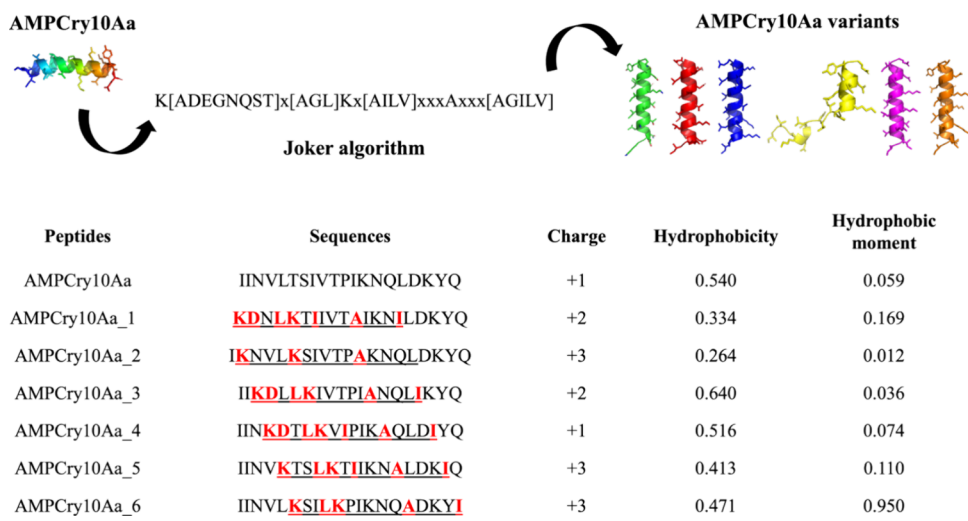 AMPCry10Aa
AMPCry10Aa variants
K[ADEGNQST]x[AGL]Kx[AILV]xxxAxxx[AGILV]
Joker algorithm
Peptides Sequences Charge Hydrophobicity Hydrophobic moment
AMPCry10Aa IINVLTSIVTPIKNQLDKYQ +1 0.540 0.059
AMPCry10Aa_1 KDNLKTIIVTAIKNILDKYQ +2 0.334 0.169
AMPCry10Aa_2 IKNVLKSIVTPAKNQLDKYQ +3 0.264 0.012
AMPCry10Aa_3 IIKDLLKIVTPIANQLIKYQ +2 0.640 0.036
AMPCry10Aa_4 IINKDTLKVIPIKAQLDIYQ +1 0.516 0.074
AMPCry10Aa_5 IINVKTSLKTIIKNALDKIQ +3 0.413 0.110
AMPCry10Aa_6 IINVLKSILKPIKNQADKYI +3 0.471 0.950